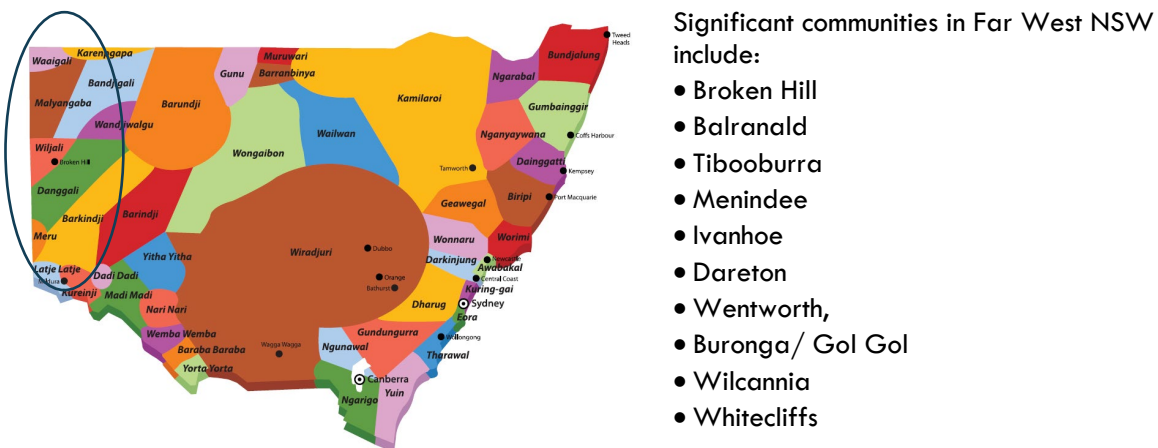 Significant communities in Far West NSW
include:
• Broken Hill
• Balranald
• Tibooburra
• Menindee
• Ivanhoe
• Dareton
• Wentworth,
• Buronga/ Gol Gol
• Wilcannia
• Whitecliffs
Tweed
Heads
Karenpgapa
Waaigali
Bandjigali
Malyangaba
Wandjiwalgu
Wiljali
Broken Hill
Danggali
Barkindji
Meru
Latje Latje
Mildura
Kureinji
Barundji
Gunu
Muruwari
Barranbinya
Kamilaroi
Wailwan
Wongaibon
Barindji
Yitha Yitha
Dadi Dadi
Madi Madi
Nari Nari
Wemba Wemba
Baraba Baraba
Yorta Yorta
Wiradjuri
Dubbo
Orange
Bathurst
Wagga Wagga
Bundjalung
Ngarabal
Gumbainggir
Coffs Harbour
Nganyaywana
Dainggatti
Kempsey
Tamworth
Biripi
Port Macquarie
Geawegal
Wonnaru
Worimi
Newcastle
Darkinjung
Awabakal
Central Coast
Kuring-gai
Sydney
Dharug
Eora
Gundungurra
Wollongong
Tharawal
Ngunawal
Canberra
Yuin
Ngarigo